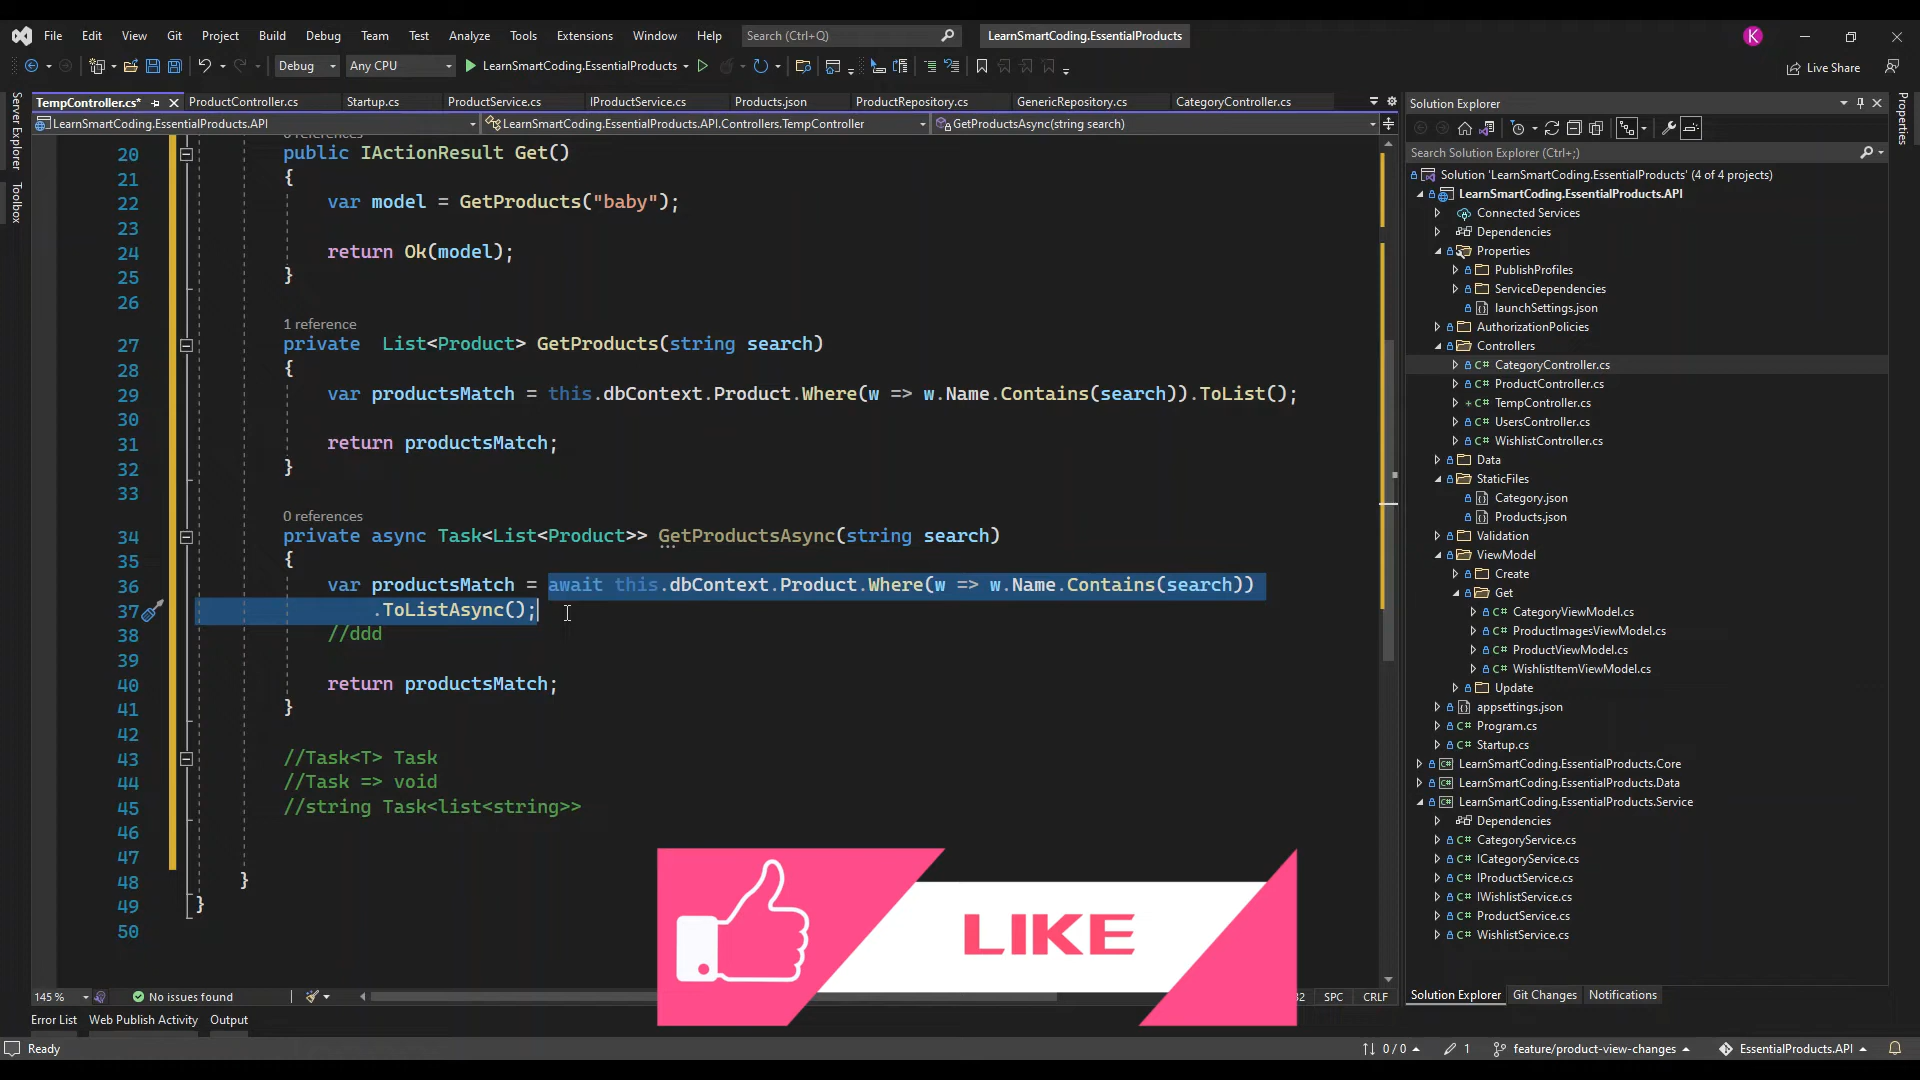 File Edit View Git Project Build Debug Team Test Analyze Tools Extensions Window Help Search (Ctrl+Q) LearnSmartCoding.EssentialProducts K
Debug Any CPU LearnSmartCoding.EssentialProducts Live Share
Server Explorer
Toolbox
Properties
TempController.cs* ProductController.cs Startup.cs ProductService.cs IProductService.cs Products.json ProductRepository.cs GenericRepository.cs CategoryController.cs
LearnSmartCoding.EssentialProducts.API LearnSmartCoding.EssentialProducts.API.Controllers.TempController GetProductsAsync(string search)
20 public IActionResult Get()
21 {
22 var model = GetProducts("baby");
23
24 return Ok(model);
25 }
26
1 reference
27 private List<Product> GetProducts(string search)
28 {
29 var productsMatch = this.dbContext.Product.Where(w => w.Name.Contains(search)).ToList();
30
31 return productsMatch;
32 }
33
0 references
34 private async Task<List<Product>> GetProductsAsync(string search)
35 {
36 var productsMatch = await this.dbContext.Product.Where(w => w.Name.Contains(search))
37 .ToListAsync();
38 //ddd
39
40 return productsMatch;
41 }
42
43 //Task<T> Task
44 //Task => void
45 //string Task<list<string>>
46
47
48 }
49 }
50
LIKE
145 % No issues found SPC CRLF
Error List Web Publish Activity Output
Ready 0 / 0 1 feature/product-view-changes EssentialProducts.API
Solution Explorer
Search Solution Explorer (Ctrl+;)
Solution 'LearnSmartCoding.EssentialProducts' (4 of 4 projects)
LearnSmartCoding.EssentialProducts.API
Connected Services
Dependencies
Properties
PublishProfiles
ServiceDependencies
launchSettings.json
AuthorizationPolicies
Controllers
C# CategoryController.cs
C# ProductController.cs
+ C# TempController.cs
C# UsersController.cs
C# WishlistController.cs
Data
StaticFiles
Category.json
Products.json
Validation
ViewModel
Create
Get
C# CategoryViewModel.cs
C# ProductImagesViewModel.cs
C# ProductViewModel.cs
C# WishlistItemViewModel.cs
Update
appsettings.json
C# Program.cs
C# Startup.cs
LearnSmartCoding.EssentialProducts.Core
LearnSmartCoding.EssentialProducts.Data
LearnSmartCoding.EssentialProducts.Service
Dependencies
C# CategoryService.cs
C# ICategoryService.cs
C# IProductService.cs
C# IWishlistService.cs
C# ProductService.cs
C# WishlistService.cs
Solution Explorer Git Changes Notifications